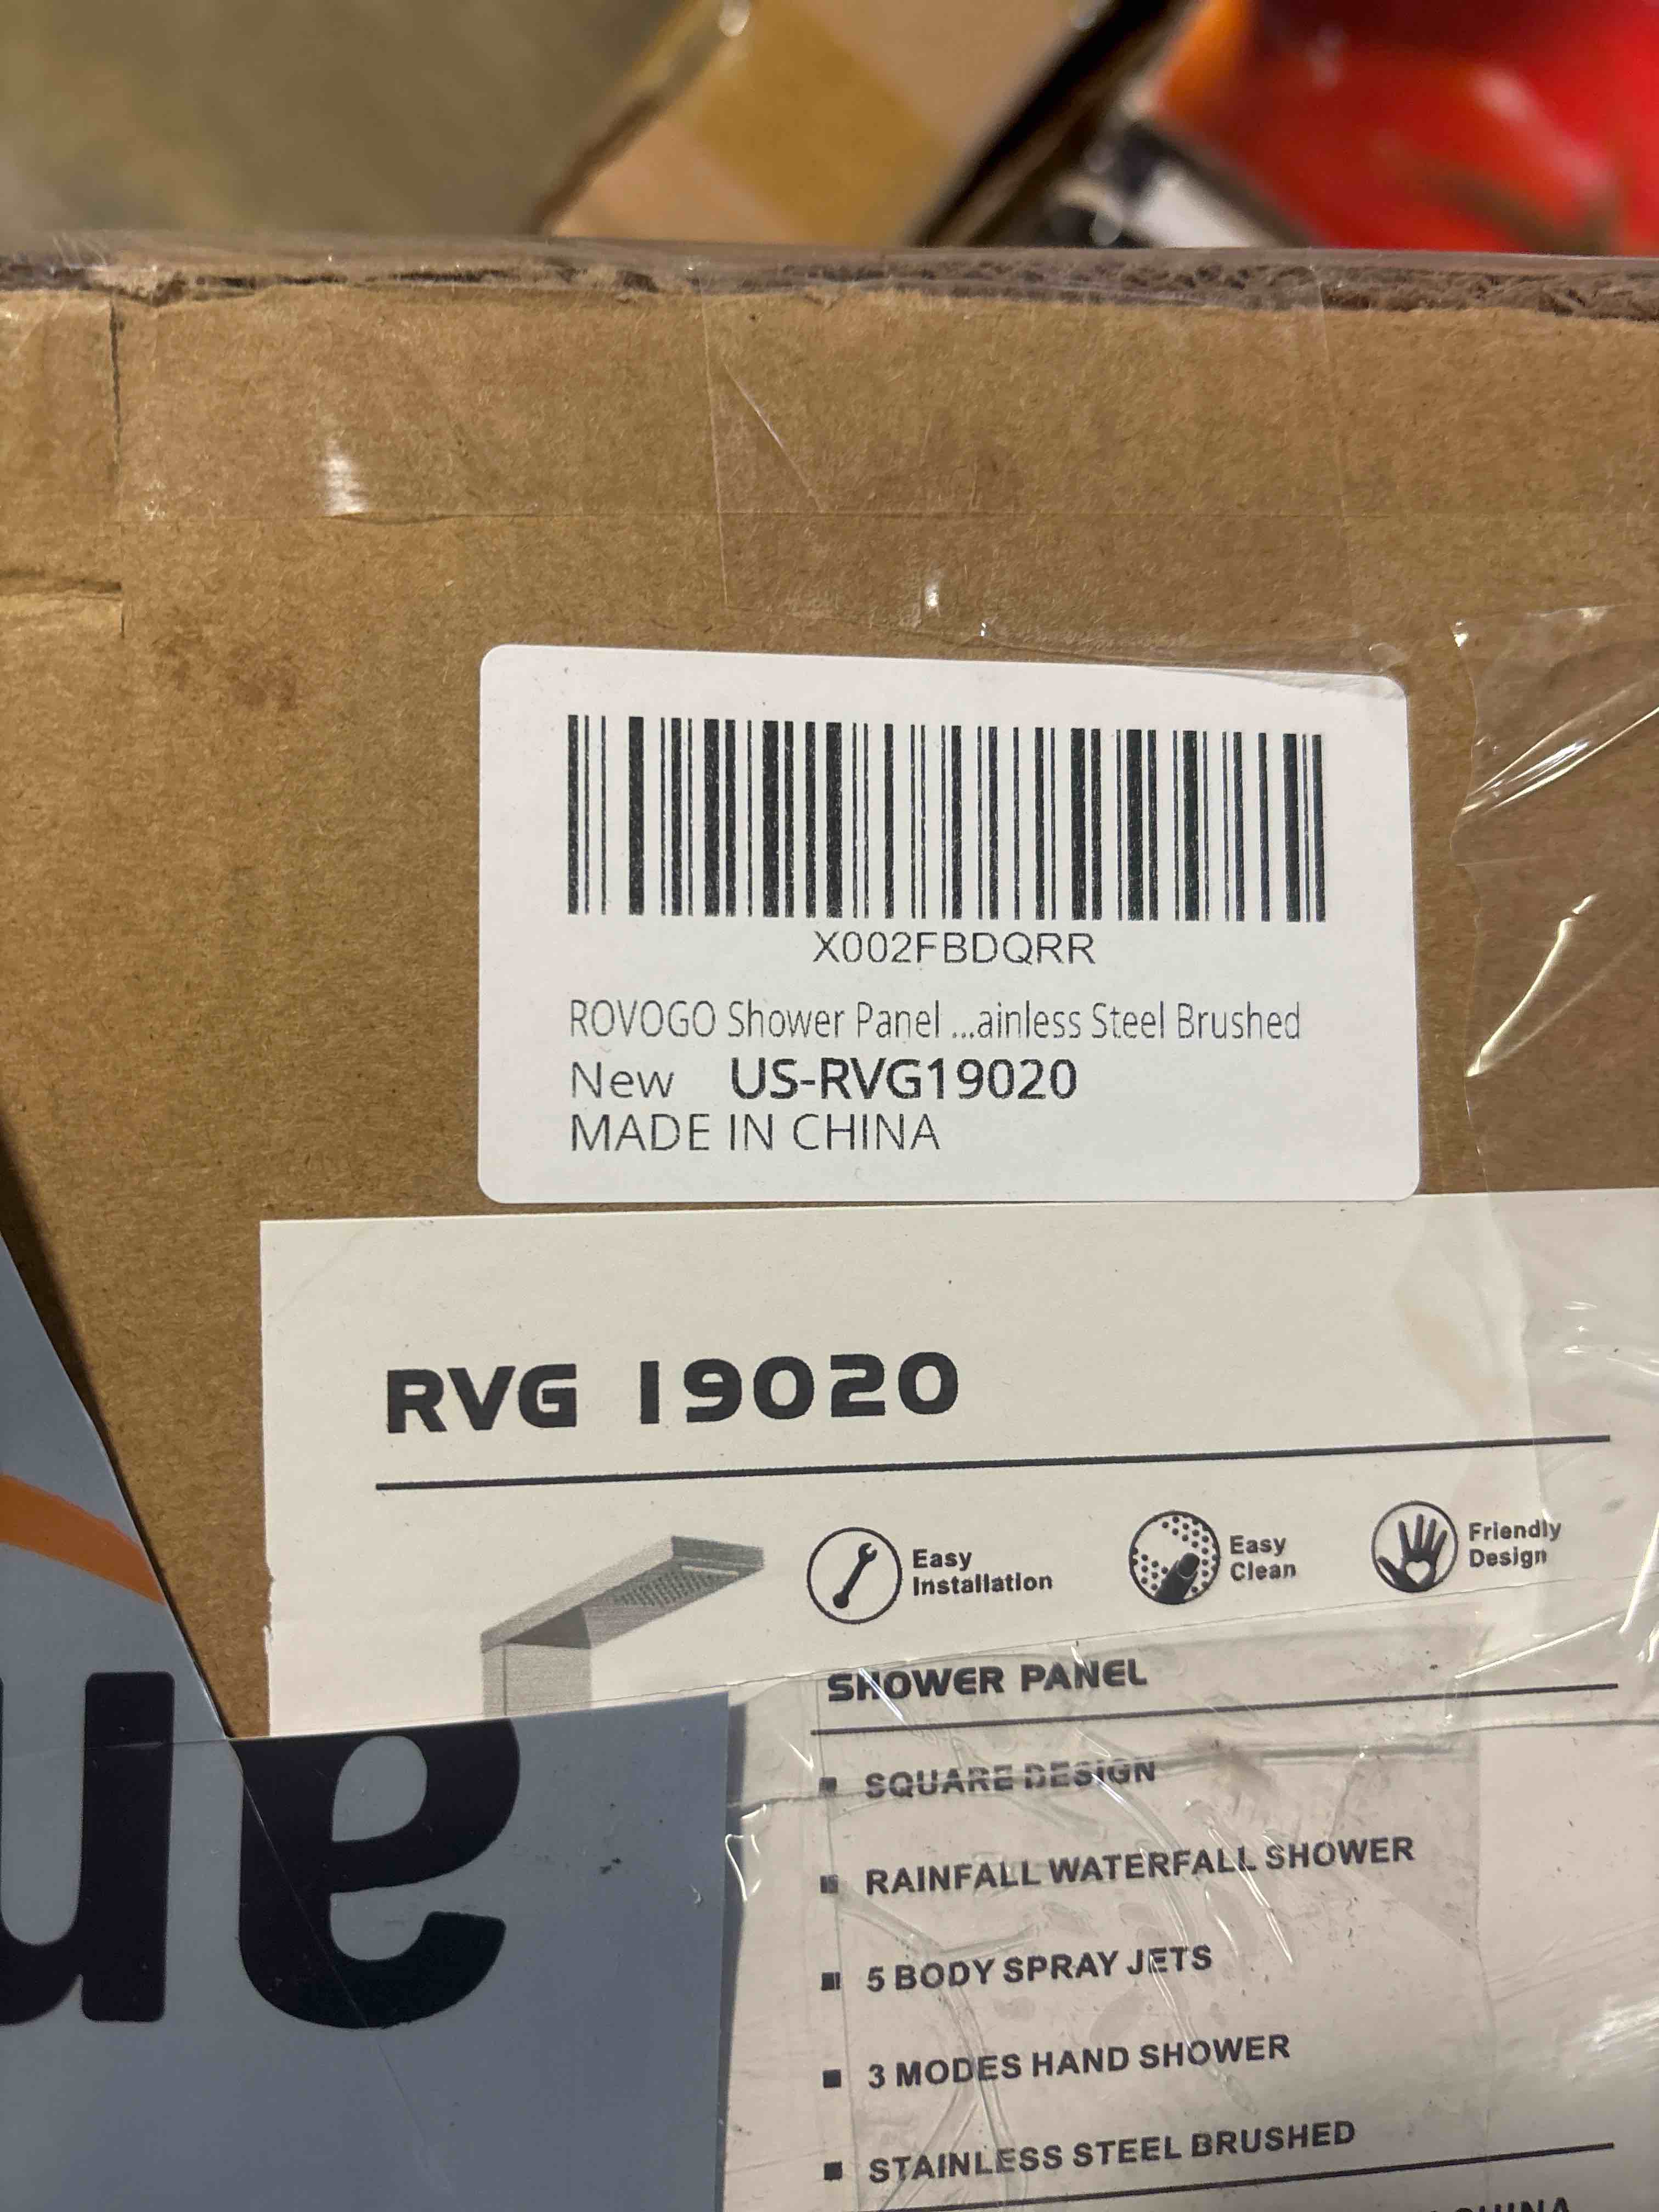 X002FBDQRR
ROVOGO Shower Panel ...ainless Steel Brushed
New US-RVG19020
MADE IN CHINA
RVG 19020
Easy
Installation
Easy
Clean
Friendly
Design
SHOWER PANEL
SQUARE DESIGN
RAINFALL WATERFALL SHOWER
5 BODY SPRAY JETS
3 MODES HAND SHOWER
STAINLESS STEEL BRUSHED
CHINA
ue